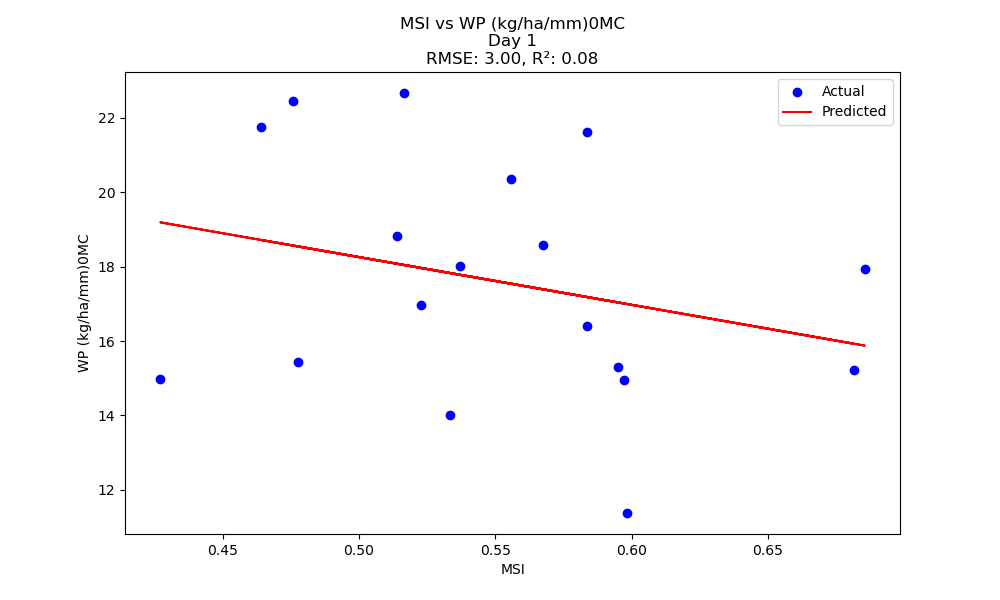 MSI vs WP (kg/ha/mm)0MC
Day 1
RMSE: 3.00, R²: 0.08
Actual
Predicted
WP (kg/ha/mm)0MC
22
20
18
16
14
12
0.45
0.50
0.55
0.60
0.65
MSI